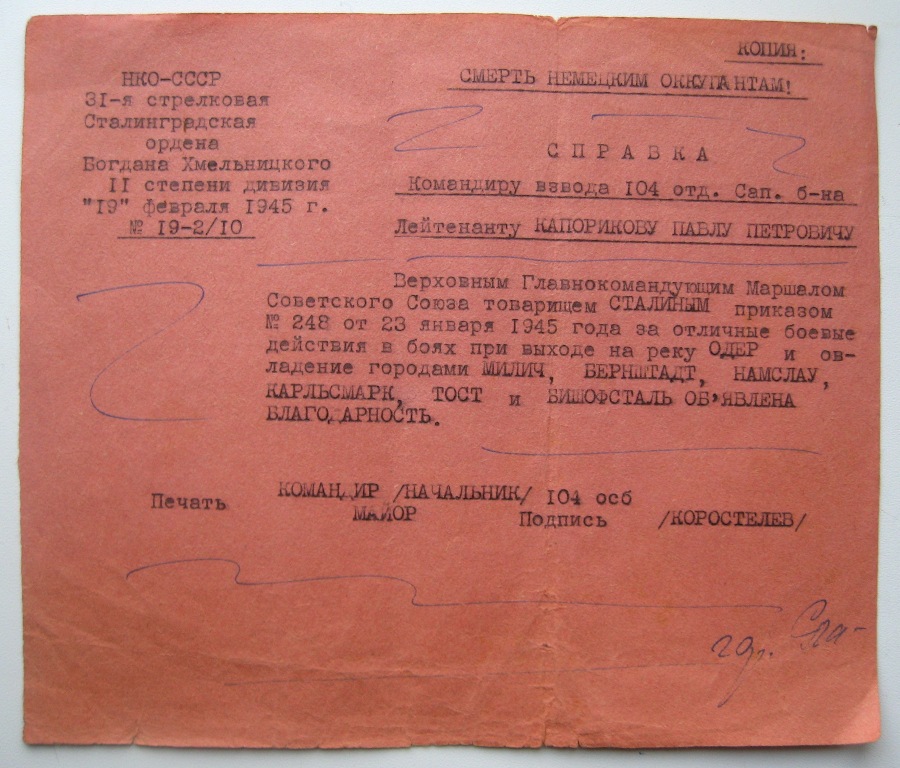 КОПИЯ:
НКО-СССР
31-я стрелковая
Сталинградская
ордена
Богдана Хмельницкого
II степени дивизия
"19" февраля 1945 г.
№ 19-2/10
СМЕРТЬ НЕМЕЦКИМ ОККУПАНТАМ!
СПРАВКА
Командиру взвода 104 отд. Сап. б-на
Лейтенанту КАПОРИКОВУ ПАВЛУ ПЕТРОВИЧУ
Верховным Главнокомандующим Маршалом
Советского Союза товарищем СТАЛИНЫМ приказом
№ 248 от 23 января 1945 года за отличные боевые
действия в боях при выходе на реку ОДЕР и ов-
ладение городами МИЛИЧ, БЕРНШТАДТ, НАМСЛАУ,
КАРЛЬСМАРК, ТОСТ и БИШОФСТАЛЬ ОБ'ЯВЛЕНА
БЛАГОДАРНОСТЬ.
Печать
КОМАНДИР /НАЧАЛЬНИК/ 104 осб
МАЙОР Подпись /КОРОСТЕЛЕВ/